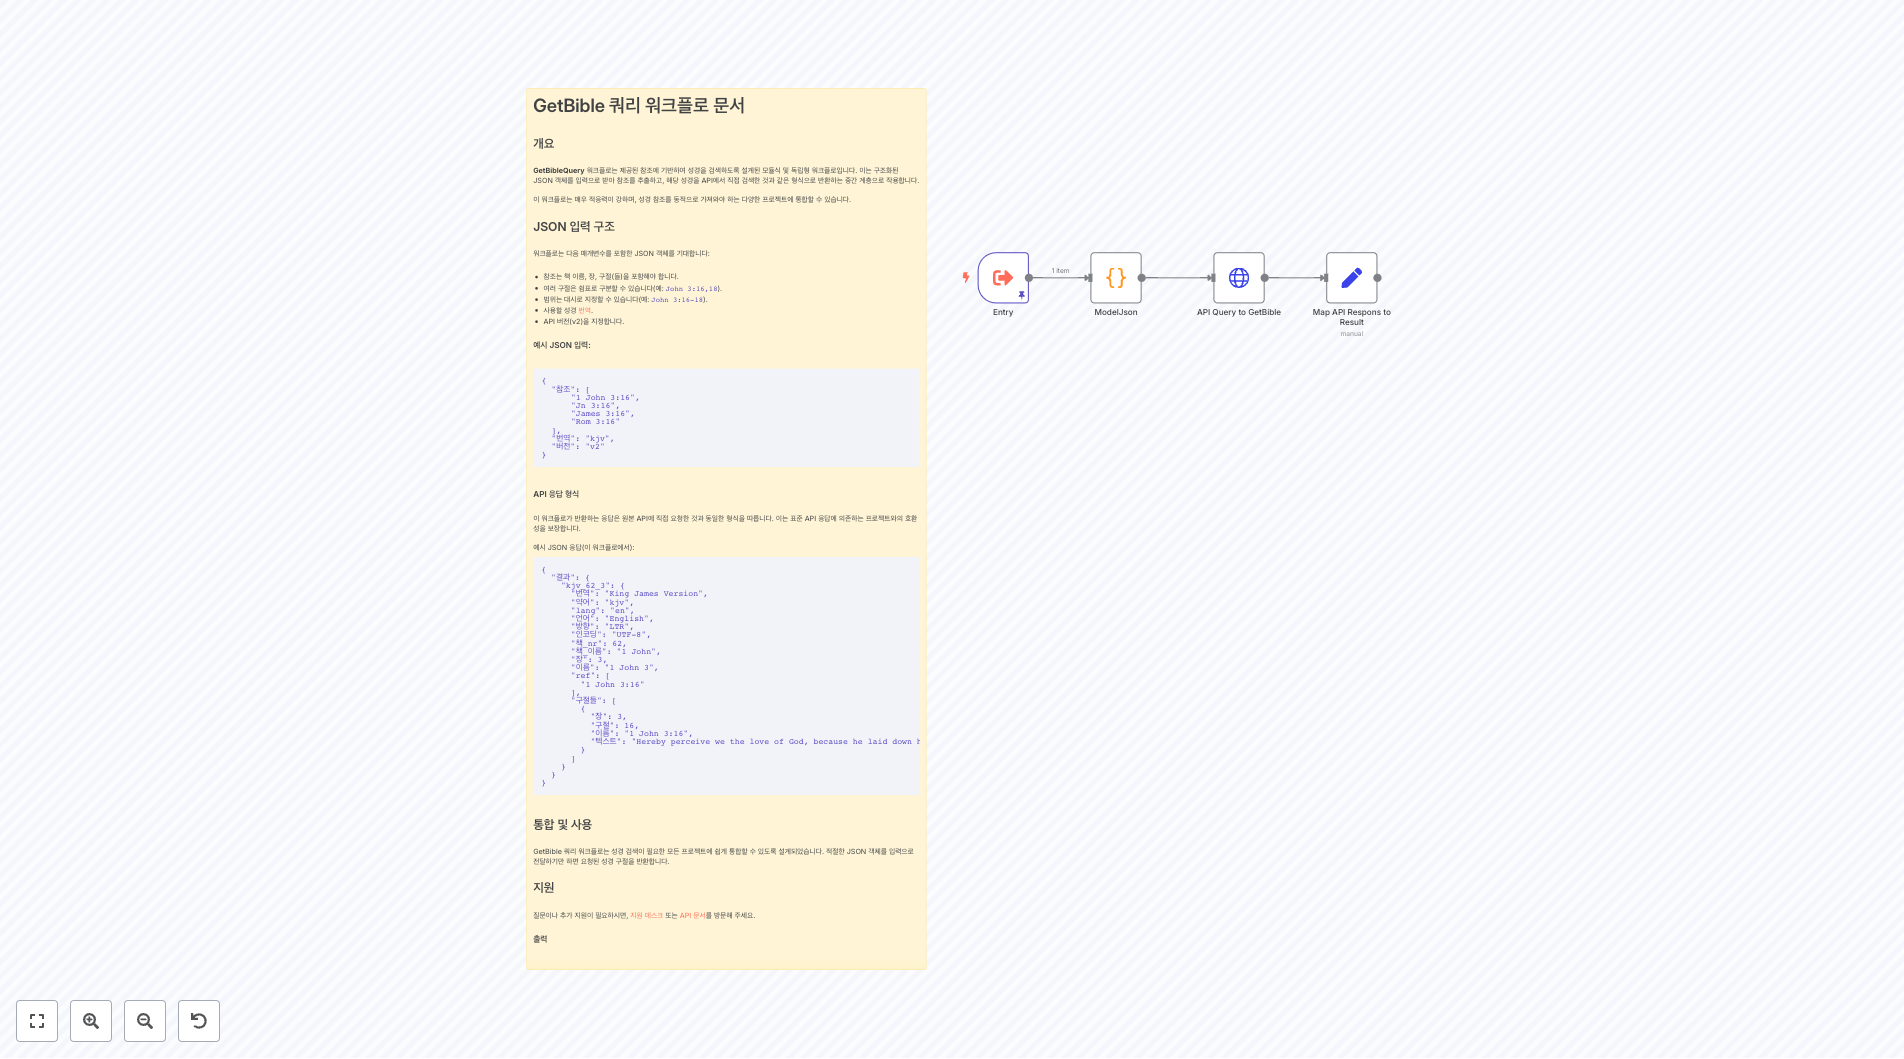 GetBible 쿼리 워크플로 문서
개요
GetBibleQuery 워크플로는 제공된 참조에 기반하여 성경을 검색하도록 설계된 모듈식 및 독립형 워크플로입니다. 이는 구조화된
JSON 객체를 입력으로 받아 참조를 추출하고, 해당 성경을 API에서 직접 검색한 것과 같은 형식으로 반환하는 중간 계층으로 작용합니다.
이 워크플로는 매우 적응력이 강하며, 성경 참조를 동적으로 가져와야 하는 다양한 프로젝트에 통합할 수 있습니다.
JSON 입력 구조
워크플로는 다음 매개변수를 포함한 JSON 객체를 기대합니다:
• 참조는 책 이름, 장, 구절(들)을 포함해야 합니다.
• 여러 구절은 쉼표로 구분할 수 있습니다(예: John 3:16,18).
• 범위는 대시로 지정할 수 있습니다(예: John 3:16-18).
• 사용할 성경 번역.
• API 버전(v2)을 지정합니다.
예시 JSON 입력:
{
"참조": [
"1 John 3:16",
"Jn 3:16",
"James 3:16",
"Rom 3:16"
],
"번역": "kjv",
"버전": "v2"
}
API 응답 형식
이 워크플로가 반환하는 응답은 원본 API에 직접 요청한 것과 동일한 형식을 따릅니다. 이는 표준 API 응답에 의존하는 프로젝트와의 호환
성을 보장합니다.
예시 JSON 응답(이 워크플로에서):
{
"결과": {
"kjv_62_3": {
"번역": "King James Version",
"약어": "kjv",
"lang": "en",
"언어": "English",
"방향": "LTR",
"인코딩": "UTF-8",
"책_nr": 62,
"책_이름": "1 John",
"장": 3,
"이름": "1 John 3",
"ref": [
"1 John 3:16"
],
"구절들": [
{
"장": 3,
"구절": 16,
"이름": "1 John 3:16",
"텍스트": "Hereby perceive we the love of God, because he laid down
}
]
}
}
}
통합 및 사용
GetBible 쿼리 워크플로는 성경 검색이 필요한 모든 프로젝트에 쉽게 통합할 수 있도록 설계되었습니다. 적절한 JSON 객체를 입력으로
전달하기만 하면 요청된 성경 구절을 반환합니다.
지원
질문이나 추가 지원이 필요하시면, 지원 데스크 또는 API 문서를 방문해 주세요.
출력
1 item
Entry
ModelJson
API Query to GetBible
Map API Respons to
Result
manual